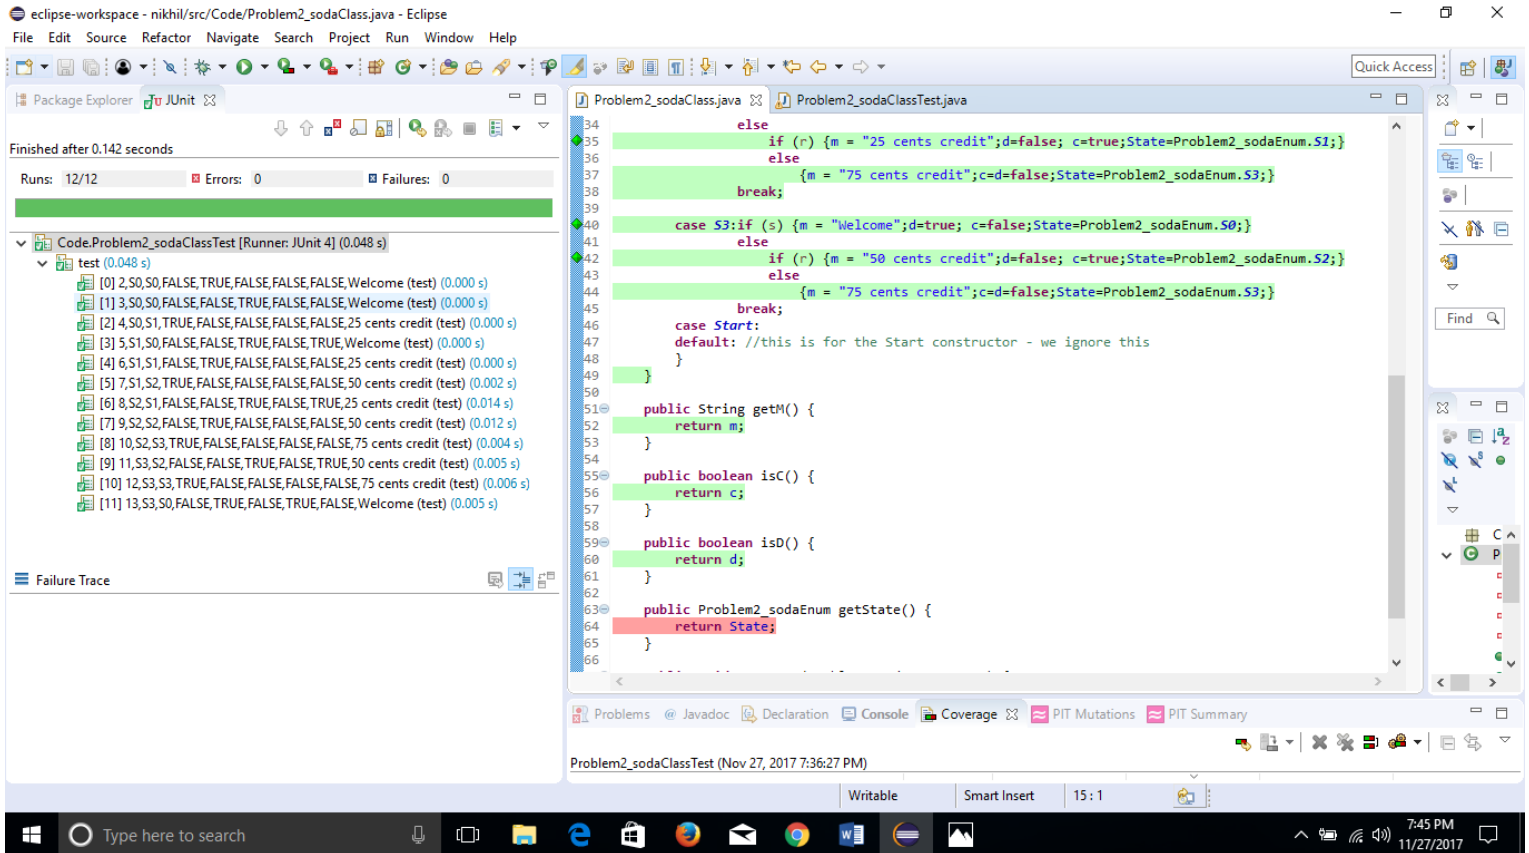 eclipse-workspace - nikhil/src/Code/Problem2_sodaClass.java - Eclipse
File Edit Source Refactor Navigate Search Project Run Window Help
Quick Access
Package Explorer JUnit
Finished after 0.142 seconds
Runs: 12/12 Errors: 0 Failures: 0
Code.Problem2_sodaClassTest [Runner: JUnit 4] (0.048 s)
test (0.048 s)
[0] 2,S0,S0,FALSE,TRUE,FALSE,FALSE,FALSE,Welcome (test) (0.000 s)
[1] 3,S0,S0,FALSE,FALSE,TRUE,FALSE,FALSE,Welcome (test) (0.000 s)
[2] 4,S0,S1,TRUE,FALSE,FALSE,FALSE,FALSE,25 cents credit (test) (0.000 s)
[3] 5,S1,S0,FALSE,FALSE,TRUE,FALSE,TRUE,Welcome (test) (0.000 s)
[4] 6,S1,S1,FALSE,TRUE,FALSE,FALSE,FALSE,25 cents credit (test) (0.000 s)
[5] 7,S1,S2,TRUE,FALSE,FALSE,FALSE,FALSE,50 cents credit (test) (0.002 s)
[6] 8,S2,S1,FALSE,FALSE,TRUE,FALSE,TRUE,25 cents credit (test) (0.014 s)
[7] 9,S2,S2,FALSE,TRUE,FALSE,FALSE,FALSE,50 cents credit (test) (0.012 s)
[8] 10,S2,S3,TRUE,FALSE,FALSE,FALSE,FALSE,75 cents credit (test) (0.004 s)
[9] 11,S3,S2,FALSE,FALSE,TRUE,FALSE,TRUE,50 cents credit (test) (0.005 s)
[10] 12,S3,S3,TRUE,FALSE,FALSE,FALSE,FALSE,75 cents credit (test) (0.006 s)
[11] 13,S3,S0,FALSE,TRUE,FALSE,TRUE,FALSE,Welcome (test) (0.005 s)
Failure Trace
Problem2_sodaClass.java Problem2_sodaClassTest.java
34 else
35 if (r) {m = "25 cents credit";d=false; c=true;State=Problem2_sodaEnum.S1;}
36 else
37 {m = "75 cents credit";c=d=false;State=Problem2_sodaEnum.S3;}
38 break;
39
40 case S3:if (s) {m = "Welcome";d=true; c=false;State=Problem2_sodaEnum.S0;}
41 else
42 if (r) {m = "50 cents credit";d=false; c=true;State=Problem2_sodaEnum.S2;}
43 else
44 {m = "75 cents credit";c=d=false;State=Problem2_sodaEnum.S3;}
45 break;
46 case Start:
47 default: //this is for the Start constructor - we ignore this
48 }
49 }
50
51 public String getM() {
52 return m;
53 }
54
55 public boolean isC() {
56 return c;
57 }
58
59 public boolean isD() {
60 return d;
61 }
62
63 public Problem2_sodaEnum getState() {
64 return State;
65 }
66
Find
C
P
Problems Javadoc Declaration Console Coverage PIT Mutations PIT Summary
Problem2_sodaClassTest (Nov 27, 2017 7:36:27 PM)
Writable Smart Insert 15 : 1
Type here to search
7:45 PM
11/27/2017